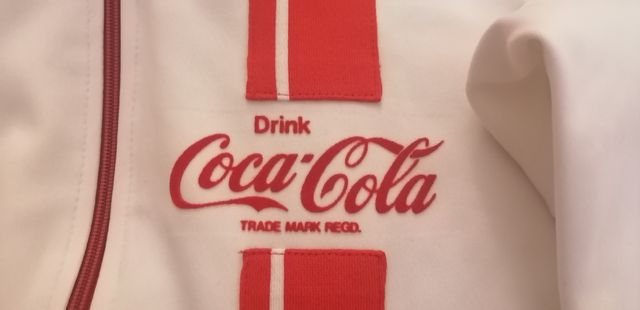 Drink
Coca-Cola
TRADE MARK REGD.